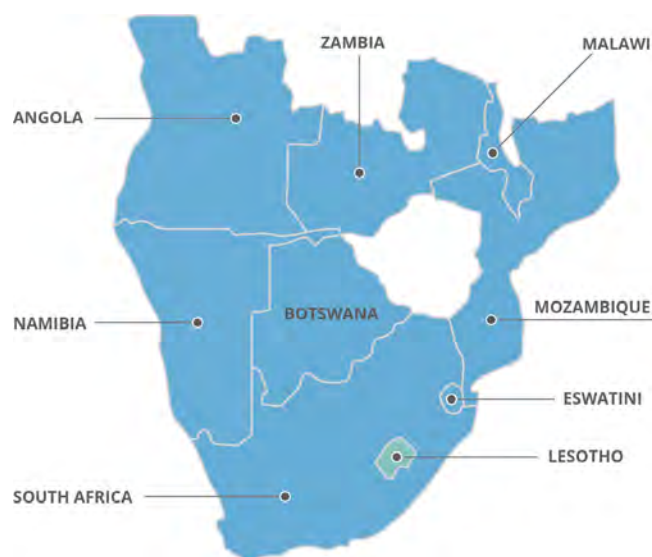 ZAMBIA
MALAWI
ANGOLA
BOTSWANA
MOZAMBIQUE
NAMIBIA
ESWATINI
LESOTHO
SOUTH AFRICA